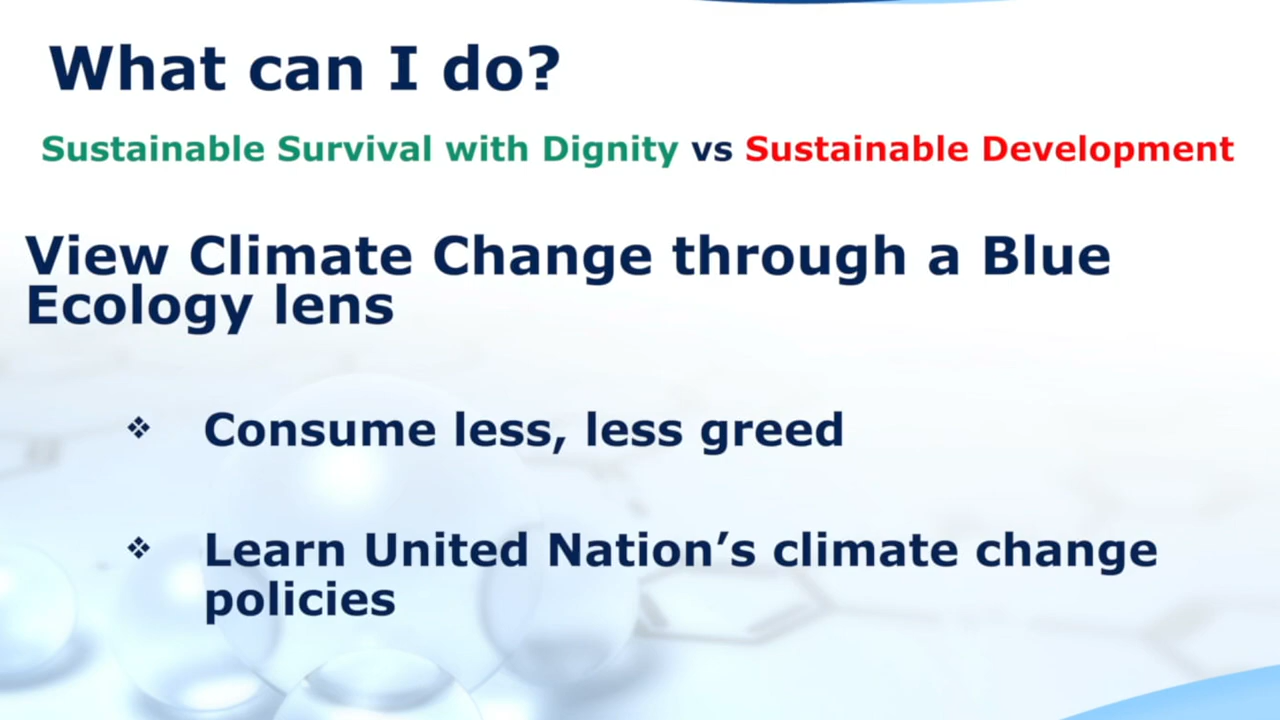 What can I do?
Sustainable Survival with Dignity vs Sustainable Development
View Climate Change through a Blue
Ecology lens
❖ Consume less, less greed
❖ Learn United Nation’s climate change
policies